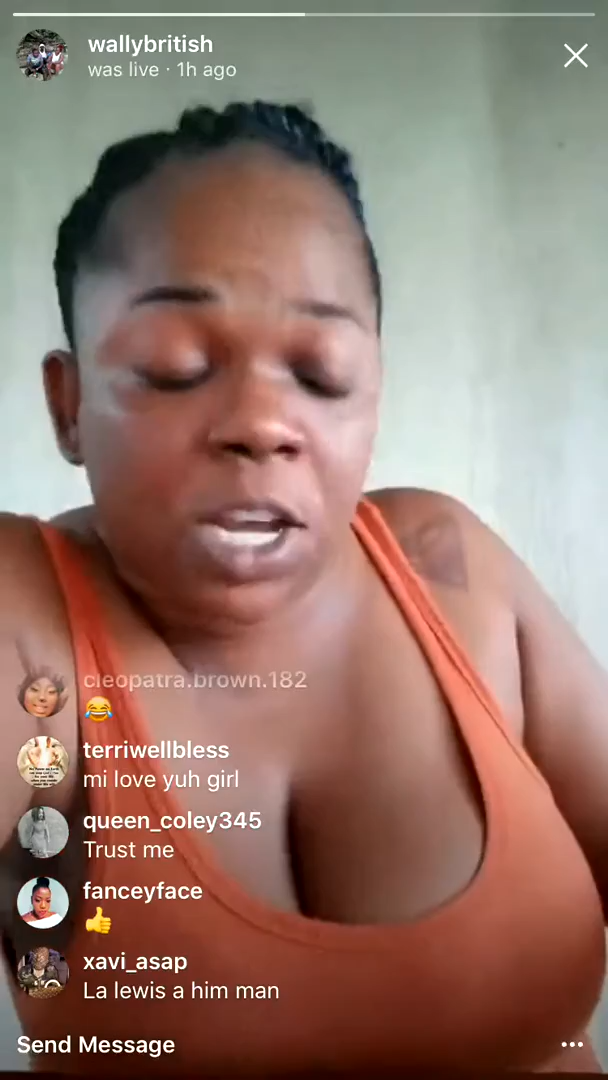 wallybritish
was live · 1h ago
cleopatra.brown.182
😂
terriwellbless
mi love yuh girl
queen_coley345
Trust me
fanceyface
👍
xavi_asap
La lewis a him man
Send Message